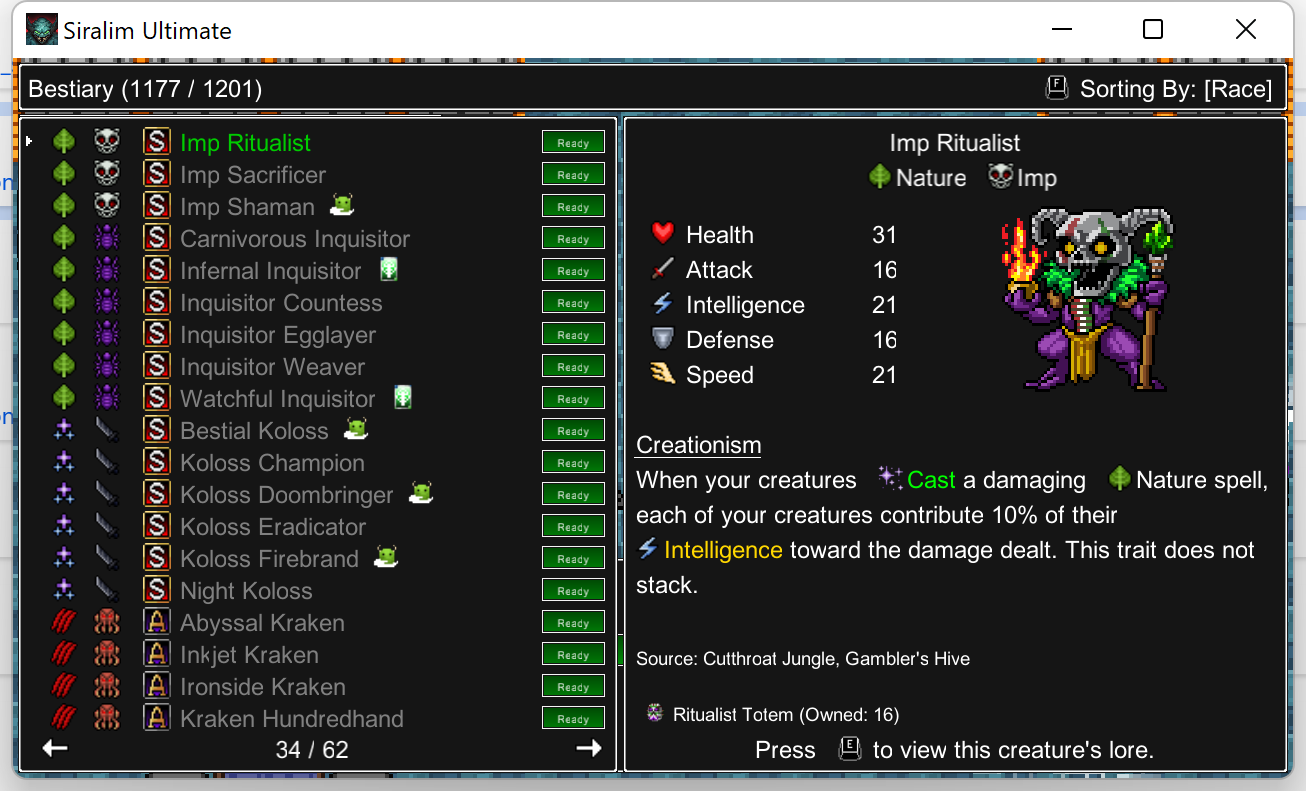 Siralim Ultimate
Bestiary (1177 / 1201)
F Sorting By: [Race]
S Imp Ritualist Ready
S Imp Sacrificer Ready
S Imp Shaman Ready
S Carnivorous Inquisitor Ready
S Infernal Inquisitor Ready
S Inquisitor Countess Ready
S Inquisitor Egglayer Ready
S Inquisitor Weaver Ready
S Watchful Inquisitor Ready
S Bestial Koloss Ready
S Koloss Champion Ready
S Koloss Doombringer Ready
S Koloss Eradicator Ready
S Koloss Firebrand Ready
S Night Koloss Ready
A Abyssal Kraken Ready
A Inkjet Kraken Ready
A Ironside Kraken Ready
A Kraken Hundredhand Ready
34 / 62
Imp Ritualist
Nature Imp
Health 31
Attack 16
Intelligence 21
Defense 16
Speed 21
Creationism
When your creatures Cast a damaging Nature spell,
each of your creatures contribute 10% of their
Intelligence toward the damage dealt. This trait does not
stack.
Source: Cutthroat Jungle, Gambler's Hive
Ritualist Totem (Owned: 16)
Press E to view this creature's lore.